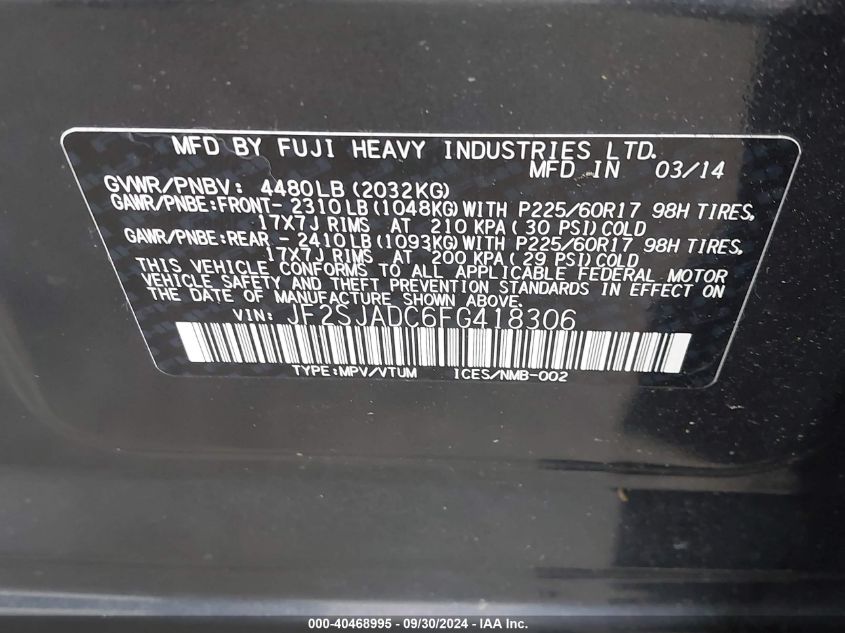 MFD BY FUJI HEAVY INDUSTRIES LTD.
MFD IN 03/14
GVWR/PNBV: 4480LB(2032KG)
GAWR/PNBE:FRONT- 2310LB(1048KG)WITH P225/60R17 98H TIRES,
17X7J RIMS AT 210 KPA(30 PSI)COLD
GAWR/PNBE:REAR - 2410LB(1093KG)WITH P225/60R17 98H TIRES,
17X7J RIMS AT 200 KPA(29 PSI)COLD
THIS VEHICLE CONFORMS TO ALL APPLICABLE FEDERAL MOTOR
VEHICLE SAFETY AND THEFT PREVENTION STANDARDS IN EFFECT ON
THE DATE OF MANUFACTURE SHOWN ABOVE.
VIN: JF2SJADC6FG418306
TYPE:MPV/VTUM ICES/NMB-002
000-40468995 - 09/30/2024 - IAA Inc.